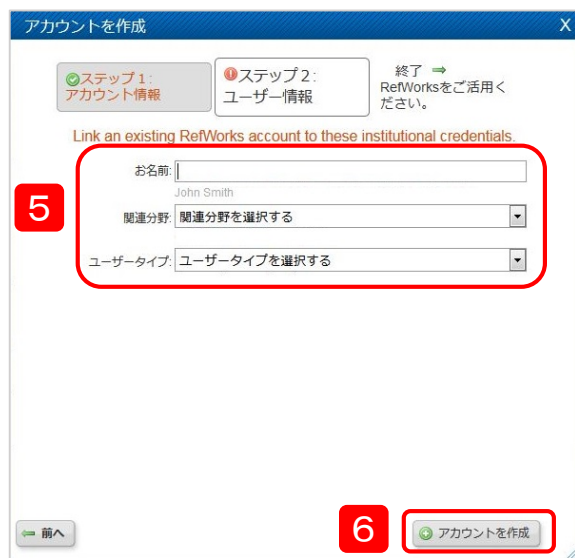 アカウントを作成 X
ステップ1:
アカウント情報
ステップ2:
ユーザー情報
終了 ⇒
RefWorksをご活用く
ださい。
Link an existing RefWorks account to these institutional credentials.
5
お名前:
John Smith
関連分野: 関連分野を選択する
ユーザータイプ: ユーザータイプを選択する
前へ
6
アカウントを作成